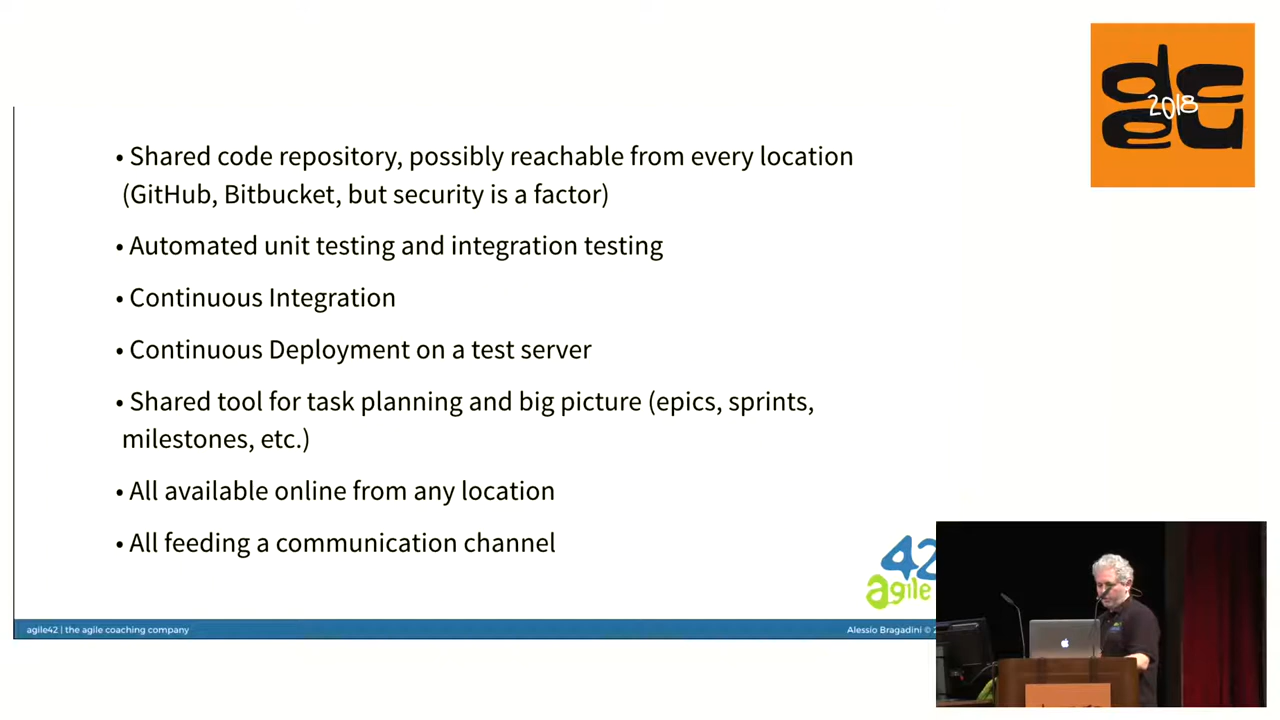 2018
• Shared code repository, possibly reachable from every location
(GitHub, Bitbucket, but security is a factor)
• Automated unit testing and integration testing
• Continuous Integration
• Continuous Deployment on a test server
• Shared tool for task planning and big picture (epics, sprints,
milestones, etc.)
• All available online from any location
• All feeding a communication channel
42
agile
agile42 | the agile coaching company
Alessio Bragadini © 2